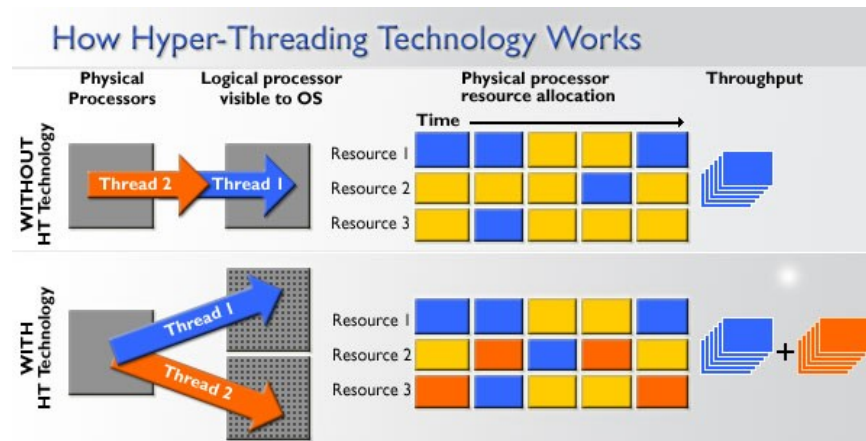 How Hyper-Threading Technology Works
Physical
Processors
Logical processor
visible to OS
Physical processor
resource allocation
Throughput
Time
WITHOUT
HT Technology
Thread 2
Thread 1
Resource 1
Resource 2
Resource 3
WITH
HT Technology
Thread 1
Thread 2
Resource 1
Resource 2
Resource 3
+